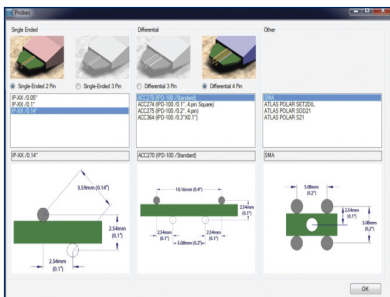 Probes
Single Ended
Differential
Other
Single-Ended 2 Pin
Single-Ended 3 Pin
Differential 3 Pin
Differential 4 Pin
IP-XX /0.05"
IP-XX /0.1"
IP-XX /0.14"
ACC270 (IPD-100 /Standard)
ACC274 (IPD-100 /0.1", 4 pin Square)
ACC275 (IPD-100 /0.2", 4 pin)
ACC364 (IPD-100 /0.3"X0.1")
SMA
ATLAS POLAR SET2DIL
ATLAS POLAR SDD21
ATLAS POLAR S21
IP-XX /0.14"
ACC270 (IPD-100 /Standard)
SMA
3.59mm (0.14")
2.54mm
(0.1")
2.54mm
(0.1")
10.16mm (0.4")
2.54mm
(0.1")
2.54mm
(0.1")
5.08mm (0.2")
2.54mm
(0.1")
5.08mm
(0.2")
2.54mm
(0.1")
5.08mm
(0.2")
OK